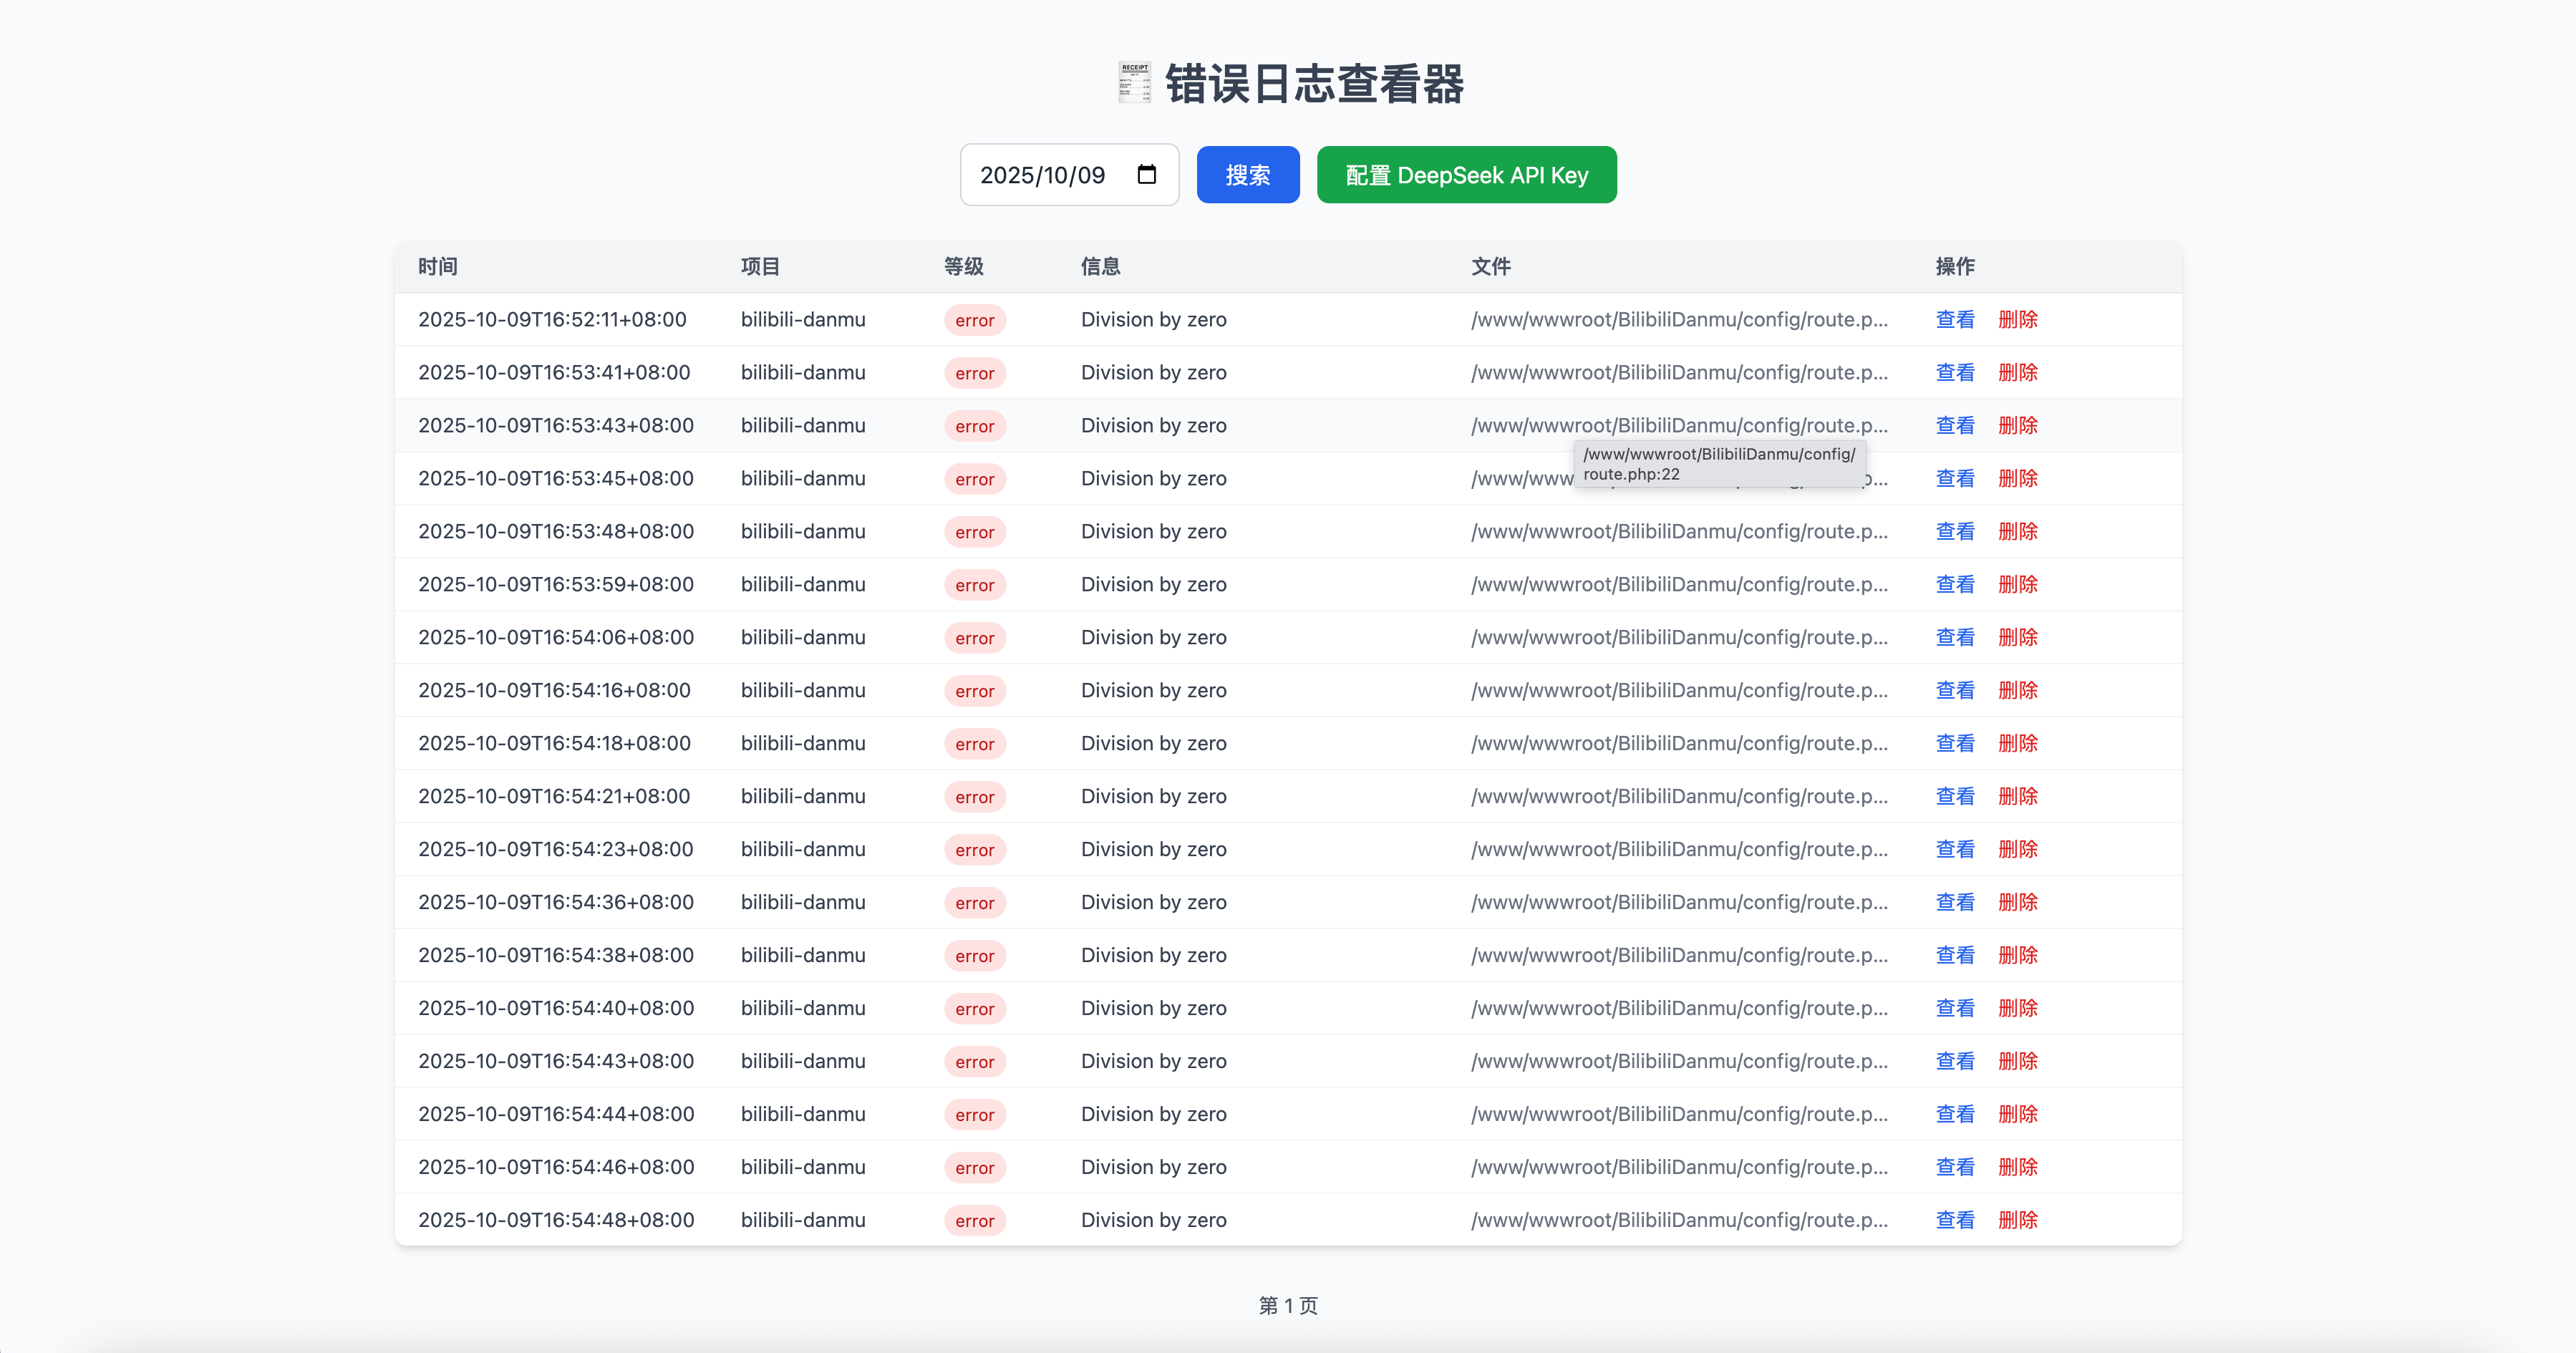 RECEIPT
错误日志查看器
2025/10/09 搜索 配置 DeepSeek API Key
时间 项目 等级 信息 文件 操作
2025-10-09T16:52:11+08:00 bilibili-danmu error Division by zero /www/wwwroot/BilibiliDanmu/config/route.p... 查看 删除
2025-10-09T16:53:41+08:00 bilibili-danmu error Division by zero /www/wwwroot/BilibiliDanmu/config/route.p... 查看 删除
2025-10-09T16:53:43+08:00 bilibili-danmu error Division by zero /www/wwwroot/BilibiliDanmu/config/route.p... 查看 删除
/www/wwwroot/BilibiliDanmu/config/
route.php:22
2025-10-09T16:53:45+08:00 bilibili-danmu error Division by zero /www/www p... 查看 删除
2025-10-09T16:53:48+08:00 bilibili-danmu error Division by zero /www/wwwroot/BilibiliDanmu/config/route.p... 查看 删除
2025-10-09T16:53:59+08:00 bilibili-danmu error Division by zero /www/wwwroot/BilibiliDanmu/config/route.p... 查看 删除
2025-10-09T16:54:06+08:00 bilibili-danmu error Division by zero /www/wwwroot/BilibiliDanmu/config/route.p... 查看 删除
2025-10-09T16:54:16+08:00 bilibili-danmu error Division by zero /www/wwwroot/BilibiliDanmu/config/route.p... 查看 删除
2025-10-09T16:54:18+08:00 bilibili-danmu error Division by zero /www/wwwroot/BilibiliDanmu/config/route.p... 查看 删除
2025-10-09T16:54:21+08:00 bilibili-danmu error Division by zero /www/wwwroot/BilibiliDanmu/config/route.p... 查看 删除
2025-10-09T16:54:23+08:00 bilibili-danmu error Division by zero /www/wwwroot/BilibiliDanmu/config/route.p... 查看 删除
2025-10-09T16:54:36+08:00 bilibili-danmu error Division by zero /www/wwwroot/BilibiliDanmu/config/route.p... 查看 删除
2025-10-09T16:54:38+08:00 bilibili-danmu error Division by zero /www/wwwroot/BilibiliDanmu/config/route.p... 查看 删除
2025-10-09T16:54:40+08:00 bilibili-danmu error Division by zero /www/wwwroot/BilibiliDanmu/config/route.p... 查看 删除
2025-10-09T16:54:43+08:00 bilibili-danmu error Division by zero /www/wwwroot/BilibiliDanmu/config/route.p... 查看 删除
2025-10-09T16:54:44+08:00 bilibili-danmu error Division by zero /www/wwwroot/BilibiliDanmu/config/route.p... 查看 删除
2025-10-09T16:54:46+08:00 bilibili-danmu error Division by zero /www/wwwroot/BilibiliDanmu/config/route.p... 查看 删除
2025-10-09T16:54:48+08:00 bilibili-danmu error Division by zero /www/wwwroot/BilibiliDanmu/config/route.p... 查看 删除
第 1 页